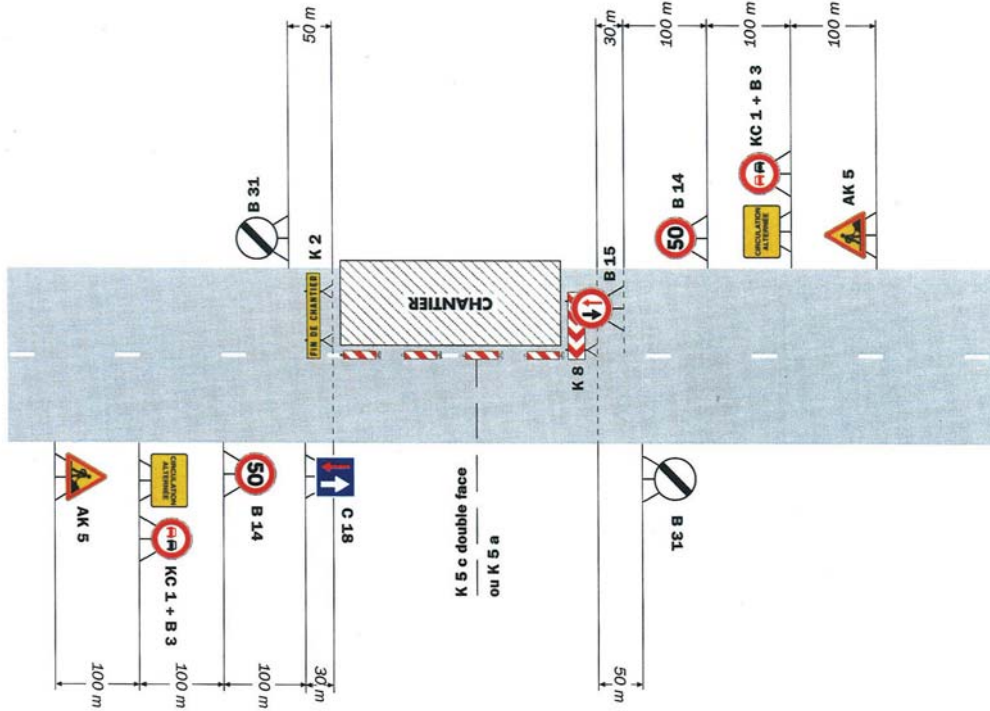 50 m
B 31
K 2
FIN DE CHANTIER
CHANTIER
K 8
B 15
30 m
50
B 14
100 m
CIRCULATION
ALTERNÉE
KC 1 + B 3
100 m
AK 5
100 m
AK 5
100 m
CIRCULATION
ALTERNÉE
KC 1 + B 3
100 m
50
B 14
100 m
C 18
30 m
K 5 c double face
ou K 5 a
B 31
50 m